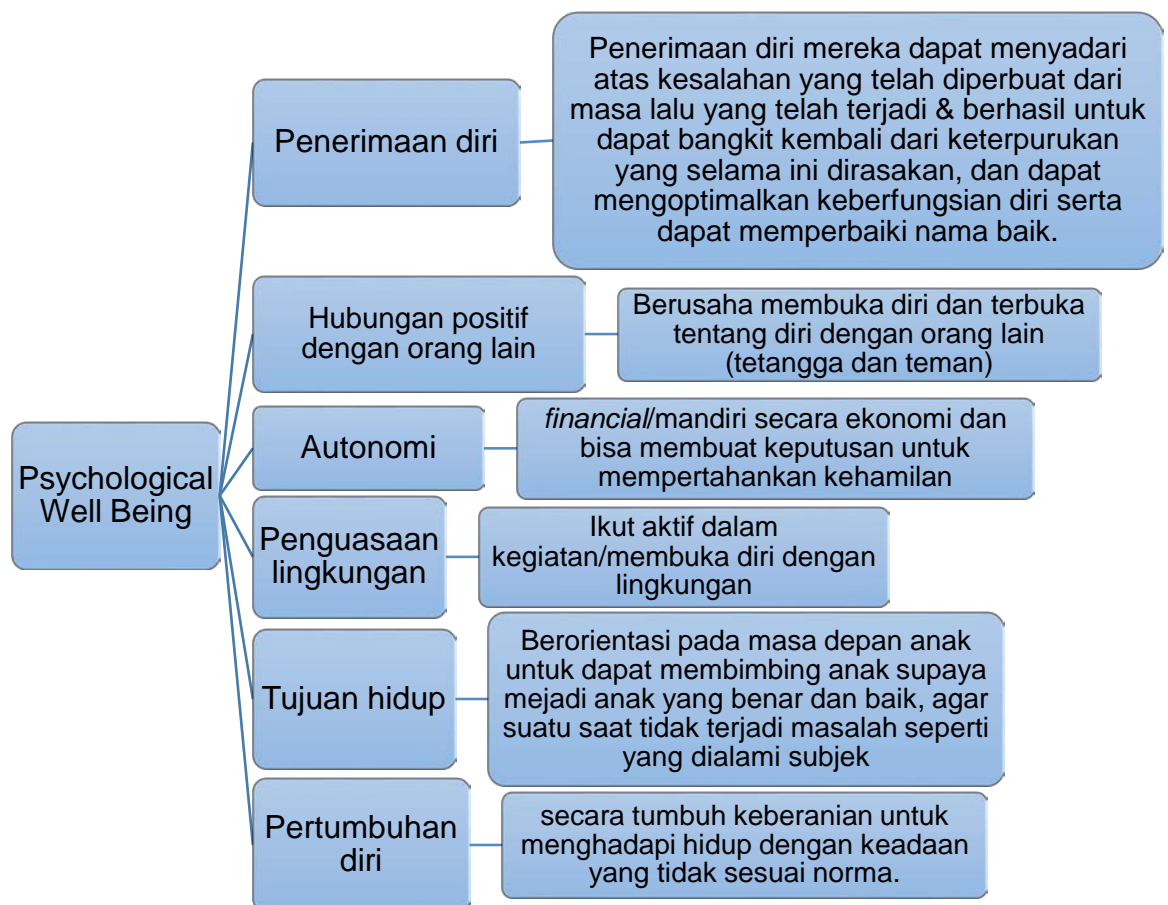 Psychological
Well Being
Penerimaan diri
Penerimaan diri mereka dapat menyadari
atas kesalahan yang telah diperbuat dari
masa lalu yang telah terjadi & berhasil untuk
dapat bangkit kembali dari keterpurukan
yang selama ini dirasakan, dan dapat
mengoptimalkan keberfungsian diri serta
dapat memperbaiki nama baik.
Hubungan positif
dengan orang lain
Berusaha membuka diri dan terbuka
tentang diri dengan orang lain
(tetangga dan teman)
Autonomi
financial/mandiri secara ekonomi dan
bisa membuat keputusan untuk
mempertahankan kehamilan
Penguasaan
lingkungan
Ikut aktif dalam
kegiatan/membuka diri dengan
lingkungan
Tujuan hidup
Berorientasi pada masa depan anak
untuk dapat membimbing anak supaya
mejadi anak yang benar dan baik, agar
suatu saat tidak terjadi masalah seperti
yang dialami subjek
Pertumbuhan
diri
secara tumbuh keberanian untuk
menghadapi hidup dengan keadaan
yang tidak sesuai norma.